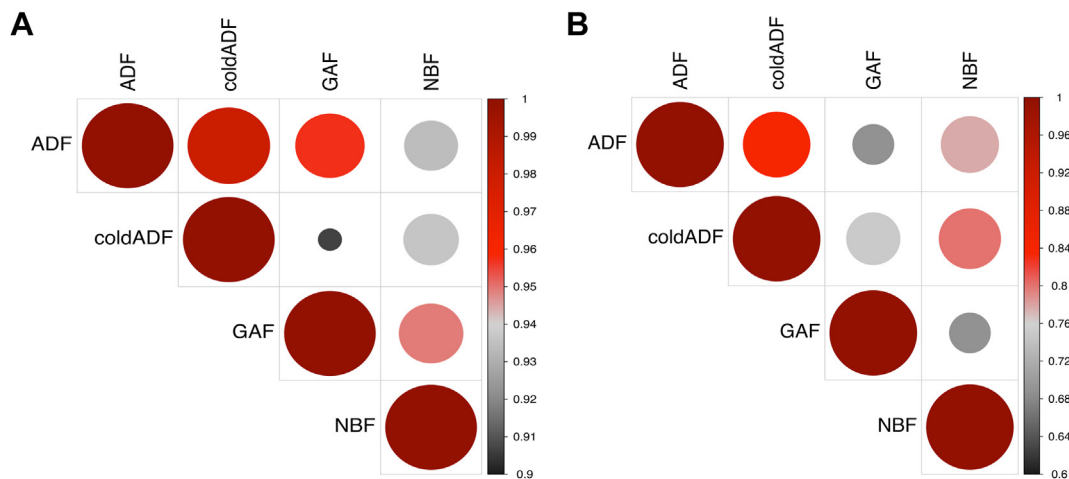 A
ADF
coldADF
GAF
NBF
ADF
coldADF
GAF
NBF
1
0.99
0.98
0.97
0.96
0.95
0.94
0.93
0.92
0.91
0.9
B
ADF
coldADF
GAF
NBF
ADF
coldADF
GAF
NBF
1
0.96
0.92
0.88
0.84
0.8
0.76
0.72
0.68
0.64
0.6